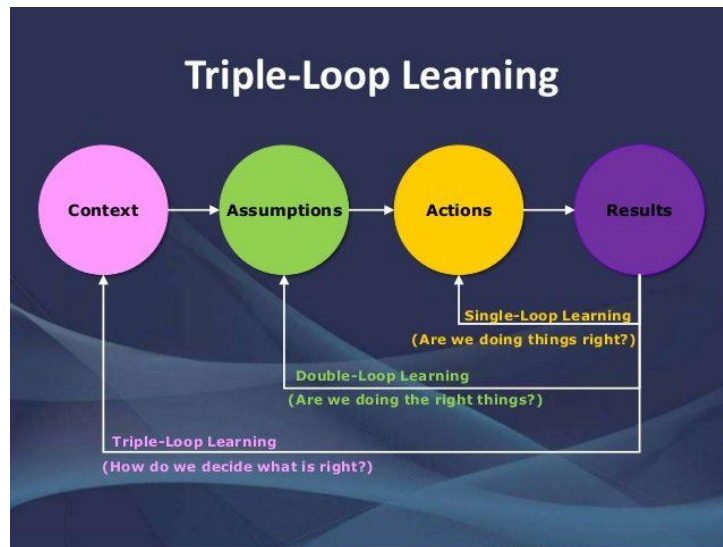 Triple-Loop Learning
Context
Assumptions
Actions
Results
Single-Loop Learning
(Are we doing things right?)
Double-Loop Learning
(Are we doing the right things?)
Triple-Loop Learning
(How do we decide what is right?)